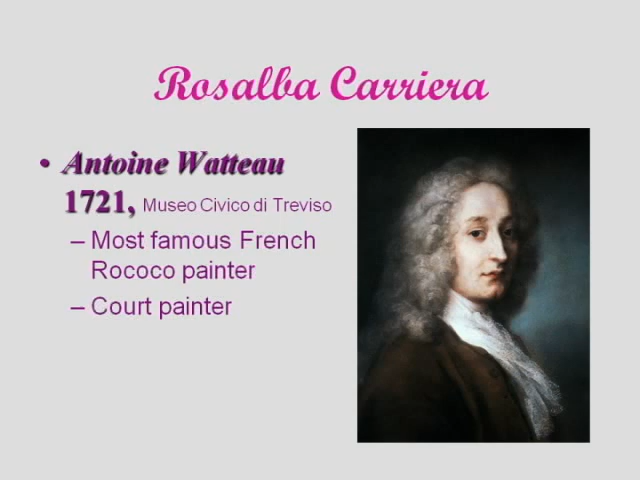 Rosalba Carriera
• Antoine Watteau
1721, Museo Civico di Treviso
– Most famous French
Rococo painter
– Court painter